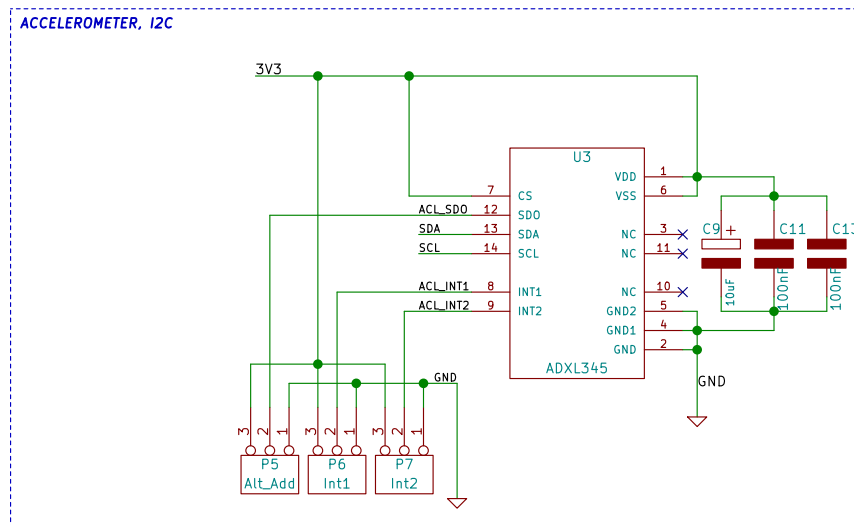 ACCELEROMETER, I2C
3V3
U3
VDD 1
VSS 6
7 CS
ACL_SDO 12 SDO
SDA 13 SDA
SCL 14 SCL
NC 3
NC 11
ACL_INT1 8 INT1
ACL_INT2 9 INT2
NC 10
GND2 5
GND1 4
GND 2
ADXL345
C9 +
10uF
C11
100nF
C13
100nF
GND
GND
3 2 1
P5
Alt_Add
3 2 1
P6
Int1
3 2 1
P7
Int2